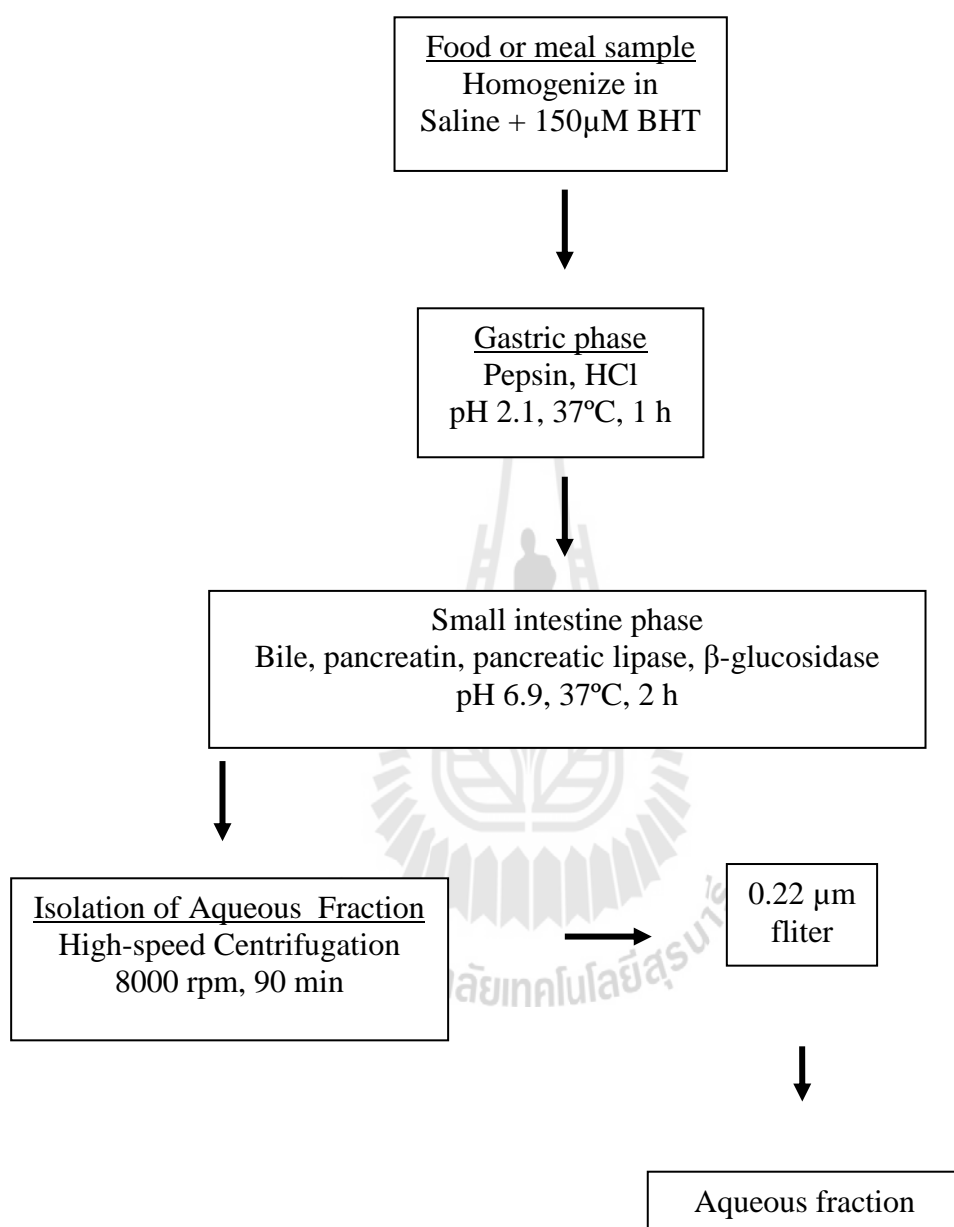 Food or meal sample
Homogenize in
Saline + 150µM BHT
Gastric phase
Pepsin, HCl
pH 2.1, 37ºC, 1 h
Small intestine phase
Bile, pancreatin, pancreatic lipase, β-glucosidase
pH 6.9, 37ºC, 2 h
Isolation of Aqueous Fraction
High-speed Centrifugation
8000 rpm, 90 min
0.22 µm
fliter
Aqueous fraction